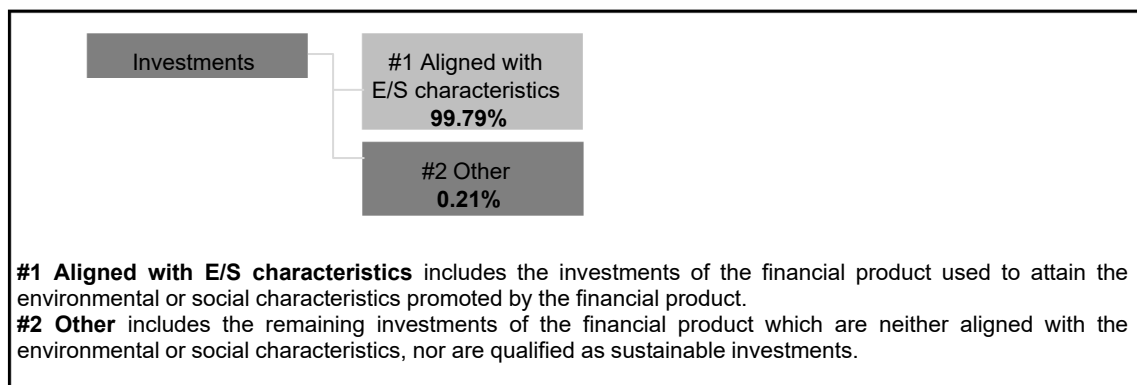 Investments
#1 Aligned with
E/S characteristics
99.79%
#2 Other
0.21%
#1 Aligned with E/S characteristics includes the investments of the financial product used to attain the
environmental or social characteristics promoted by the financial product.
#2 Other includes the remaining investments of the financial product which are neither aligned with the
environmental or social characteristics, nor are qualified as sustainable investments.